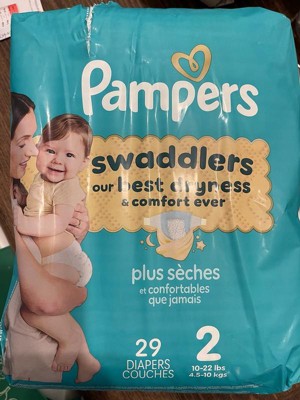 Pampers
swaddlers
our best dryness
& comfort ever
plus sèches
et confortables
que jamais
29
DIAPERS
COUCHES
2
10-22 lbs
4.5-10 kgs